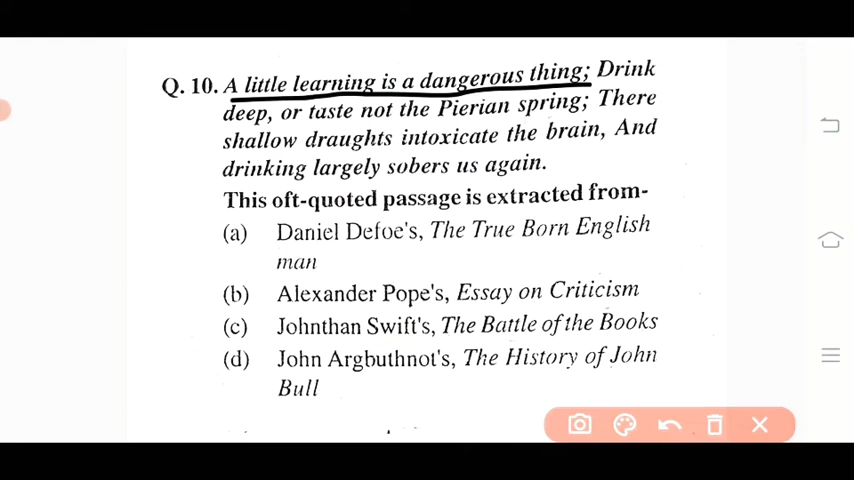 Q. 10. A little learning is a dangerous thing; Drink
deep, or taste not the Pierian spring; There
shallow draughts intoxicate the brain, And
drinking largely sobers us again.
This oft-quoted passage is extracted from-
(a) Daniel Defoe's, The True Born English
man
(b) Alexander Pope's, Essay on Criticism
(c) Johnthan Swift's, The Battle of the Books
(d) John Argbuthnot's, The History of John
Bull